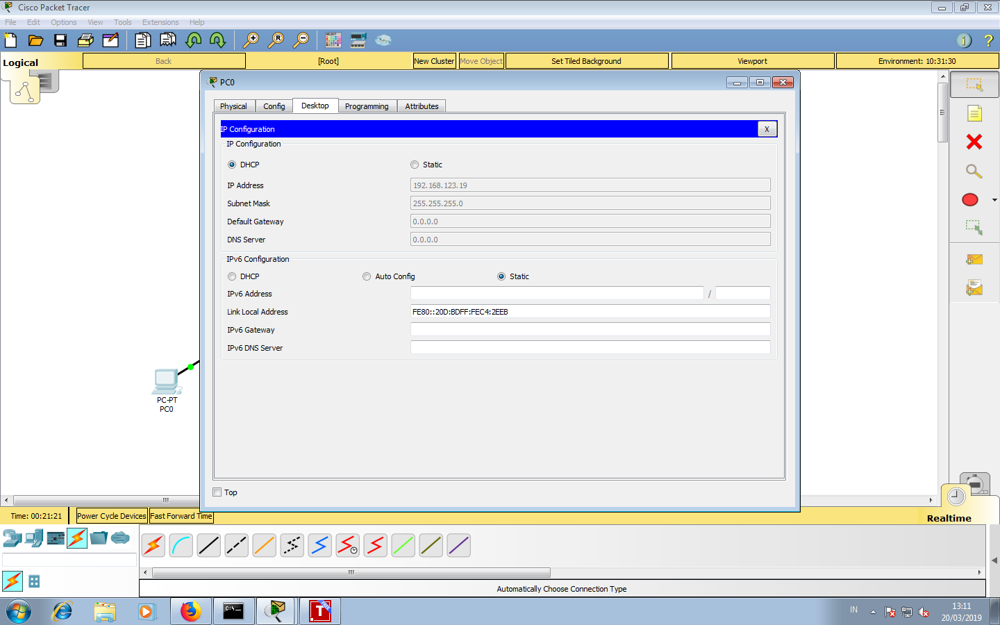 Cisco Packet Tracer
File Edit Options View Tools Extensions Help
Logical
Back
[Root]
New Cluster
Move Object
Set Tiled Background
Viewport
Environment: 10:31:30
PC0
Physical Config Desktop Programming Attributes
IP Configuration
X
IP Configuration
DHCP
Static
IP Address
192.168.123.19
Subnet Mask
255.255.255.0
Default Gateway
0.0.0.0
DNS Server
0.0.0.0
IPv6 Configuration
DHCP
Auto Config
Static
IPv6 Address
/
Link Local Address
FE80::20D:BDFF:FEC4:2EEB
IPv6 Gateway
IPv6 DNS Server
Top
PC-PT
PC0
Time: 00:21:21
Power Cycle Devices
Fast Forward Time
Realtime
Automatically Choose Connection Type
IN
13:11
20/03/2019